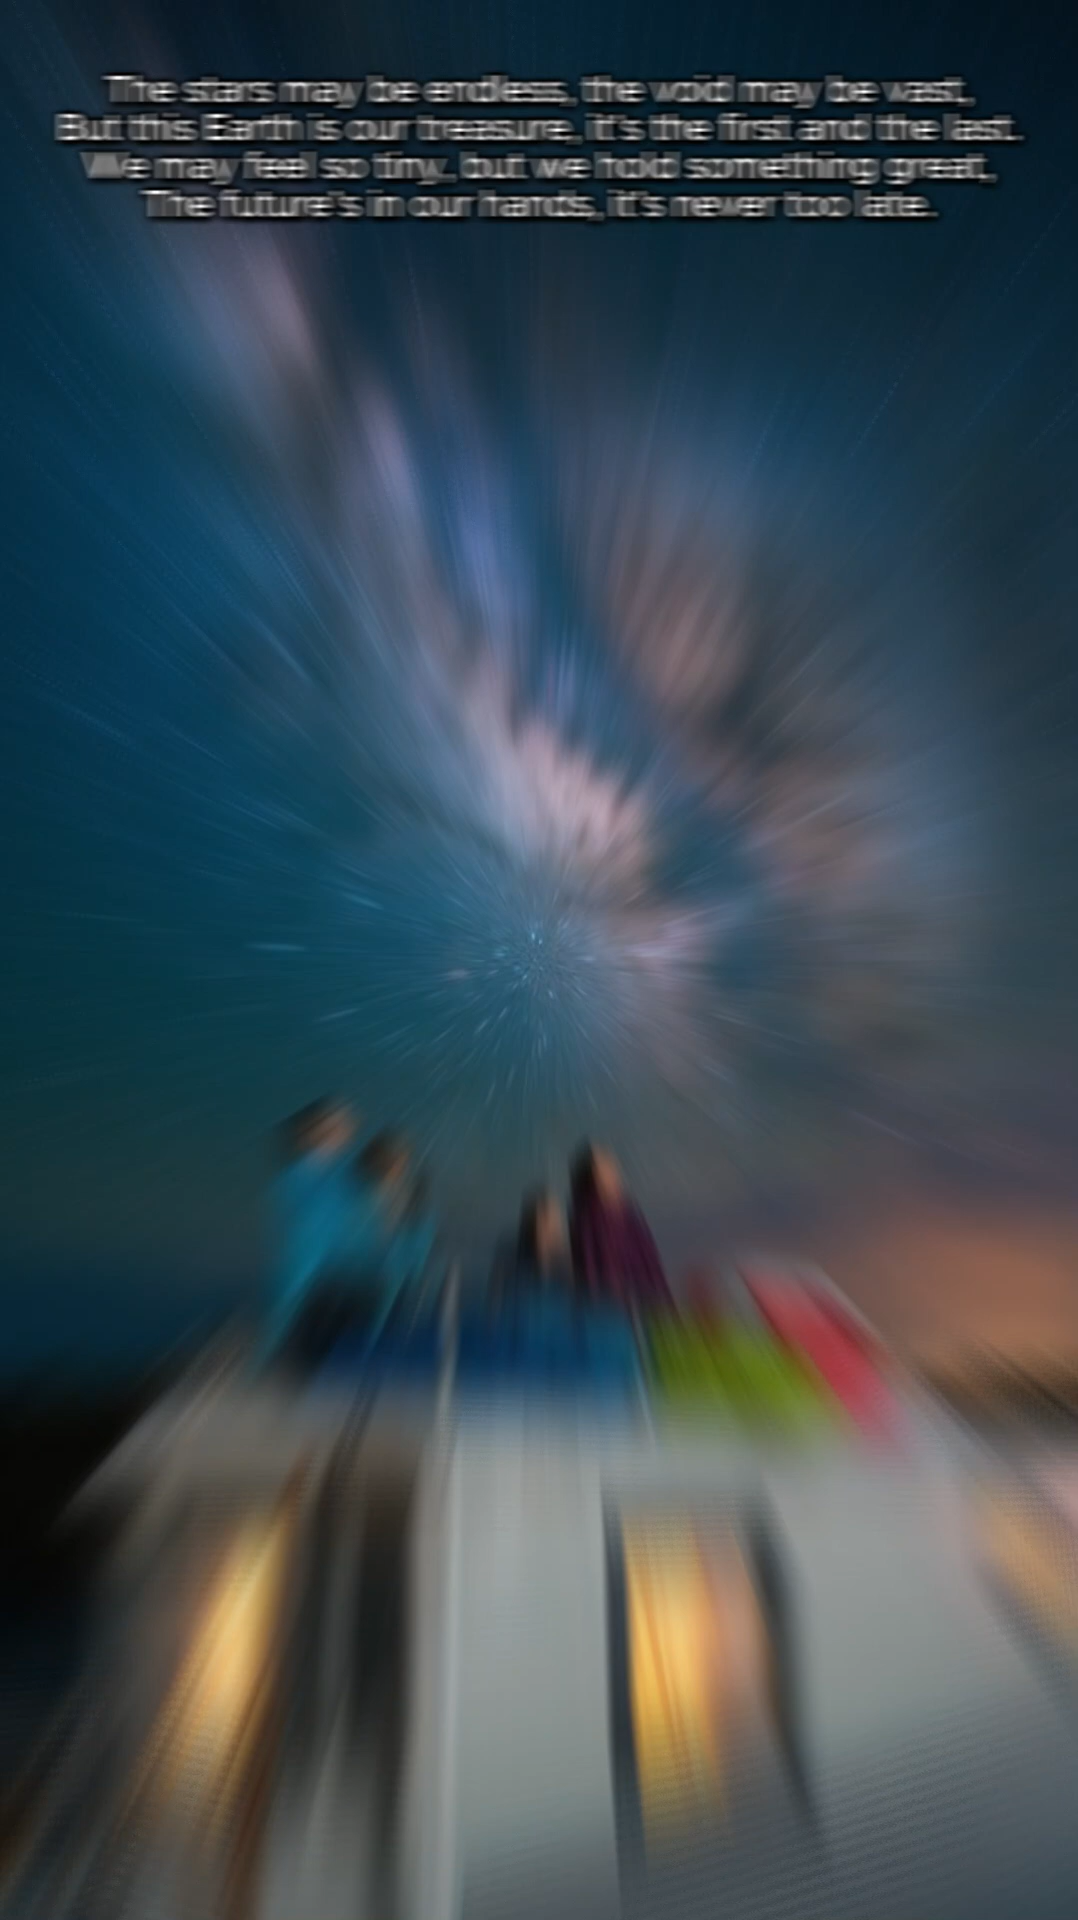 The stars may be endless, the void may be vast,
But this Earth is our treasure, it's the first and the last.
We may feel so tiny, but we hold something great,
The future's in our hands, it's never too late.